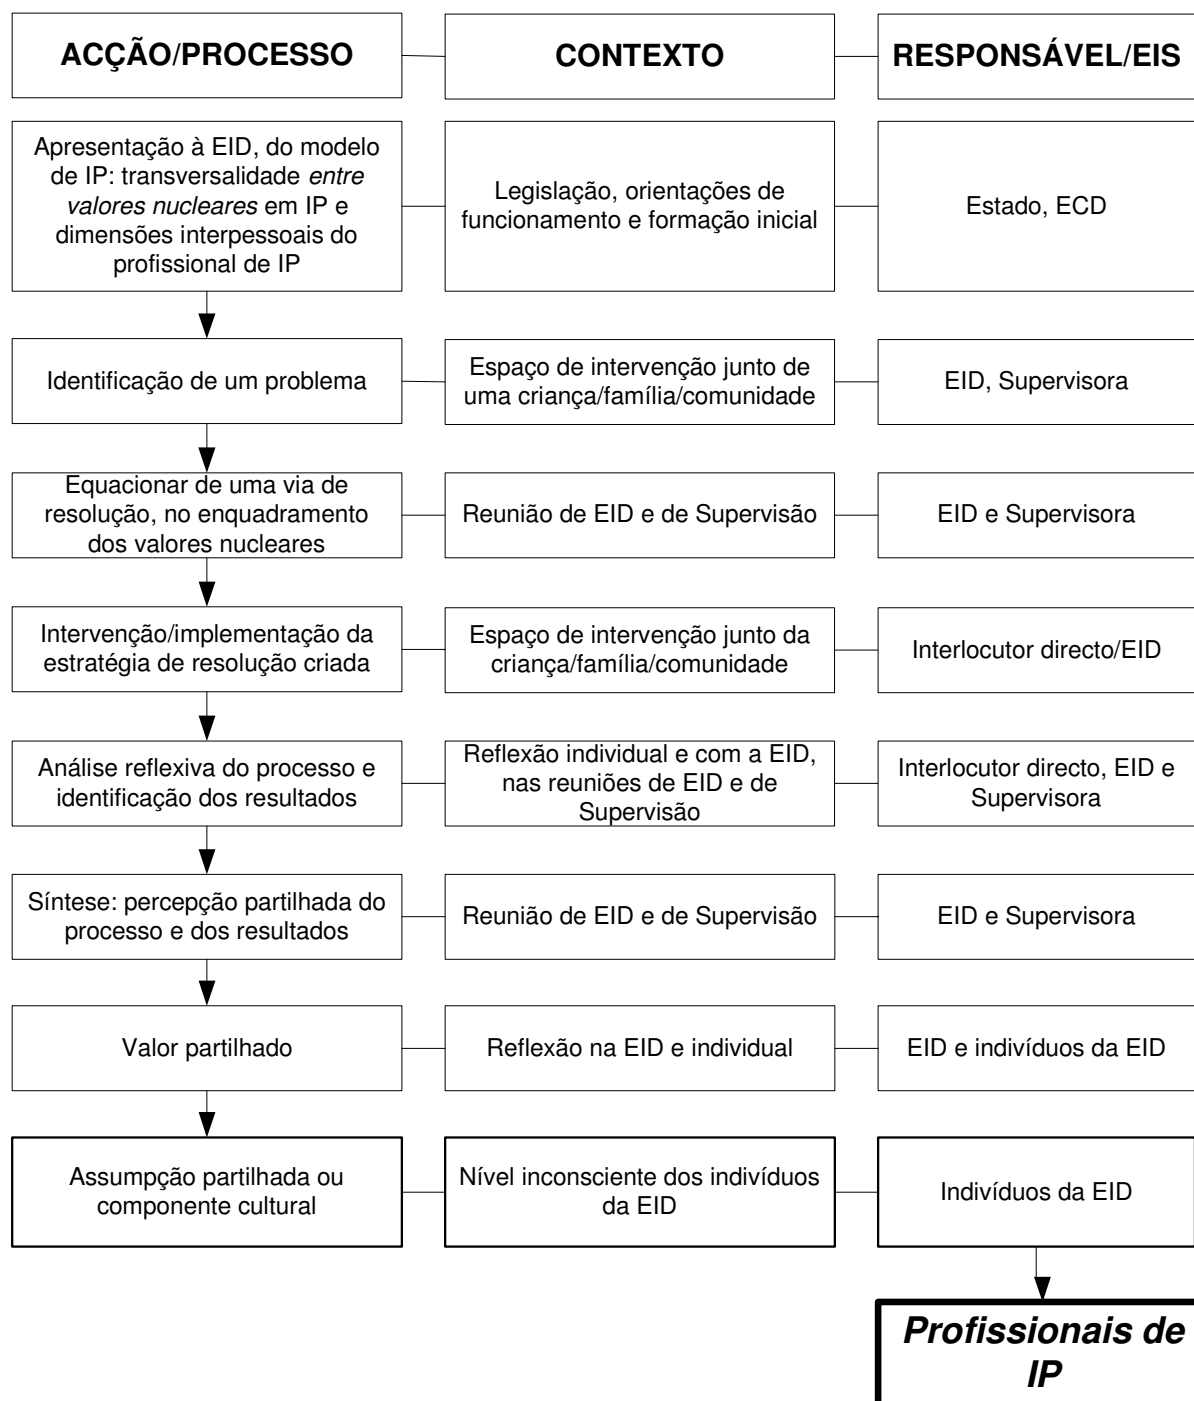 ACÇÃO/PROCESSO
CONTEXTO
RESPONSÁVEL/EIS
Apresentação à EID, do modelo
de IP: transversalidade entre
valores nucleares em IP e
dimensões interpessoais do
profissional de IP
Legislação, orientações de
funcionamento e formação inicial
Estado, ECD
Identificação de um problema
Espaço de intervenção junto de
uma criança/família/comunidade
EID, Supervisora
Equacionar de uma via de
resolução, no enquadramento
dos valores nucleares
Reunião de EID e de Supervisão
EID e Supervisora
Intervenção/implementação da
estratégia de resolução criada
Espaço de intervenção junto da
criança/família/comunidade
Interlocutor directo/EID
Análise reflexiva do processo e
identificação dos resultados
Reflexão individual e com a EID,
nas reuniões de EID e de
Supervisão
Interlocutor directo, EID e
Supervisora
Síntese: percepção partilhada do
processo e dos resultados
Reunião de EID e de Supervisão
EID e Supervisora
Valor partilhado
Reflexão na EID e individual
EID e indivíduos da EID
Assumpção partilhada ou
componente cultural
Nível inconsciente dos indivíduos
da EID
Indivíduos da EID
Profissionais de
IP